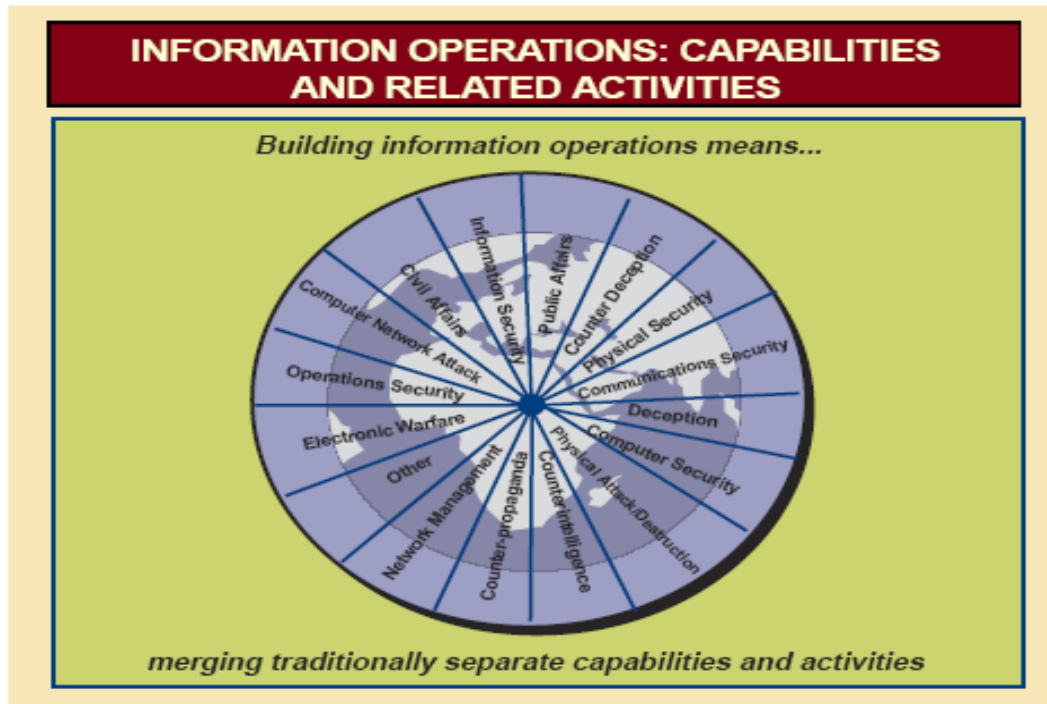 INFORMATION OPERATIONS: CAPABILITIES
AND RELATED ACTIVITIES
Building information operations means...
Information Security
Public Affairs
Counter Deception
Physical Security
Communications Security
Deception
Computer Security
Physical Attack/Destruction
Counterintelligence
Counter-propaganda
Network Management
Other
Electronic Warfare
Operations Security
Computer Network Attack
Civil Affairs
merging traditionally separate capabilities and activities